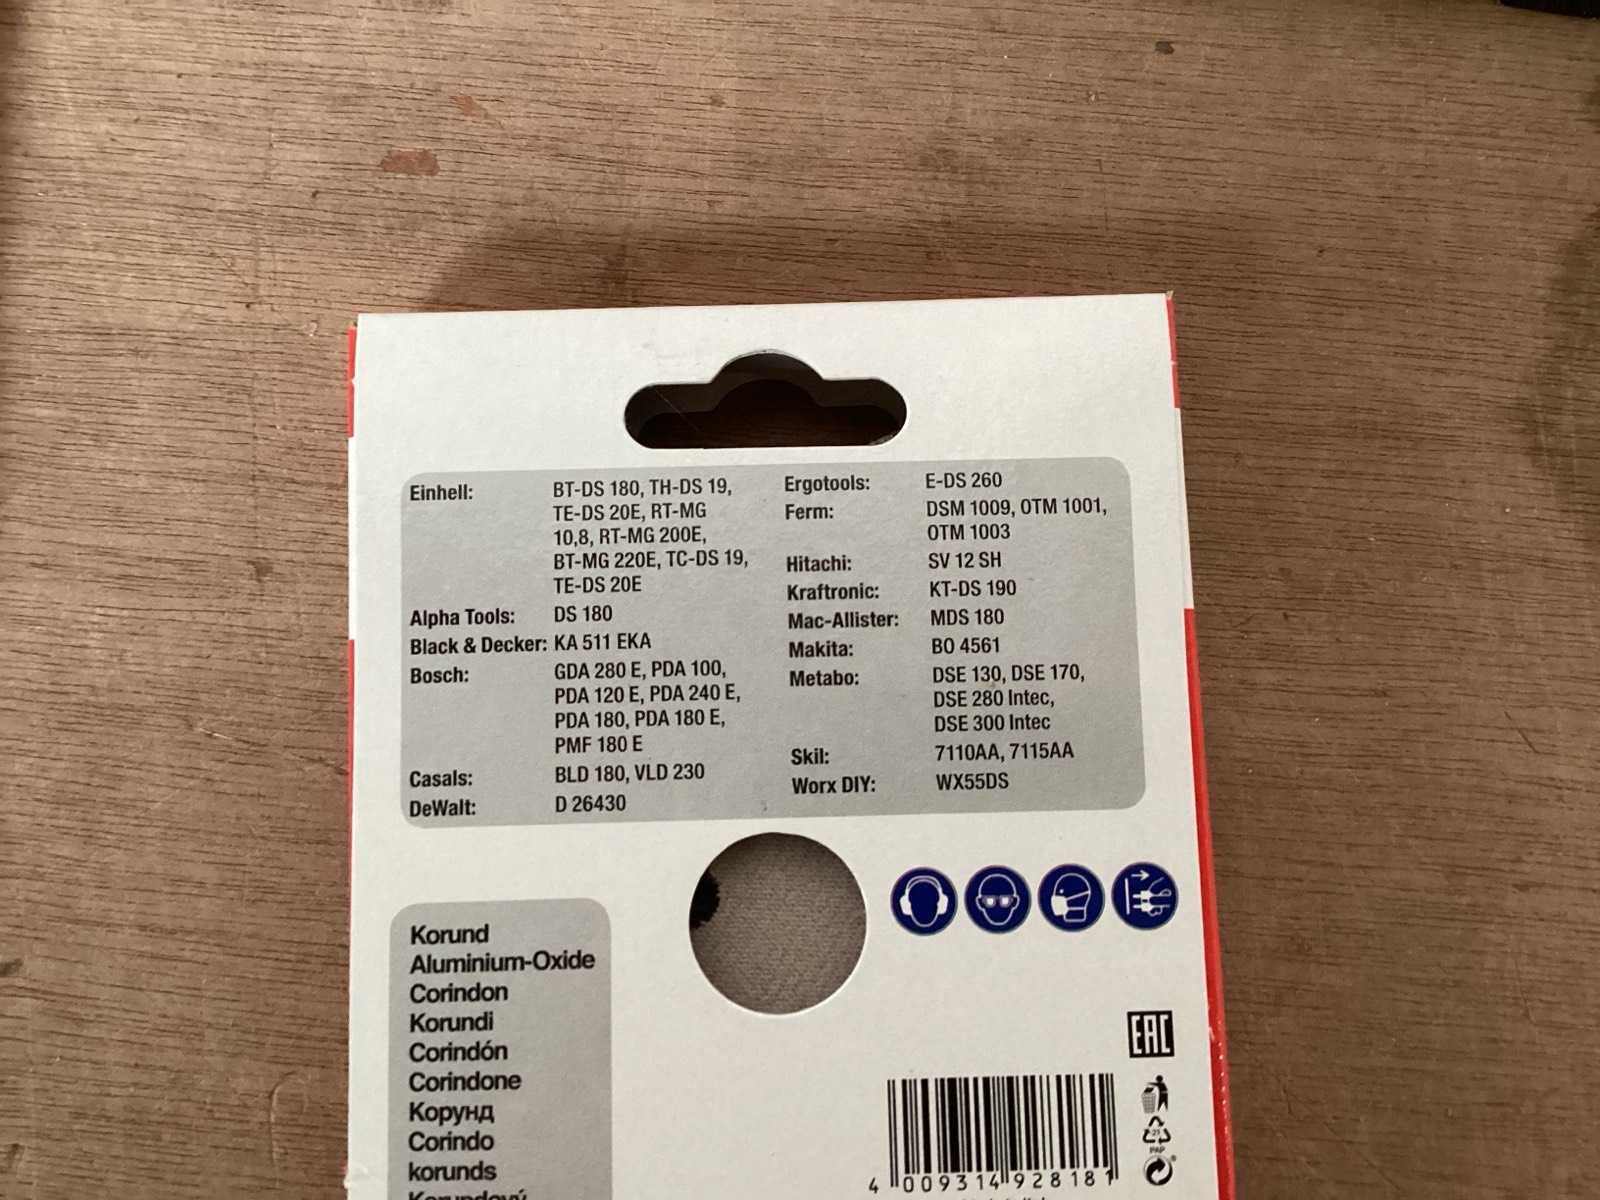 Einhell: BT-DS 180, TH-DS 19,
TE-DS 20E, RT-MG
10,8, RT-MG 200E,
BT-MG 220E, TC-DS 19,
TE-DS 20E
Alpha Tools: DS 180
Black & Decker: KA 511 EKA
Bosch: GDA 280 E, PDA 100,
PDA 120 E, PDA 240 E,
PDA 180, PDA 180 E,
PMF 180 E
Casals: BLD 180, VLD 230
DeWalt: D 26430
Ergotools: E-DS 260
Ferm: DSM 1009, OTM 1001,
OTM 1003
Hitachi: SV 12 SH
Kraftronic: KT-DS 190
Mac-Allister: MDS 180
Makita: BO 4561
Metabo: DSE 130, DSE 170,
DSE 280 Intec,
DSE 300 Intec
Skil: 7110AA, 7115AA
Worx DIY: WX55DS
Korund
Aluminium-Oxide
Corindon
Korundi
Corindón
Corindone
Корунд
Corindo
korunds
Korundový
EAC
21
PAP
4 009314 928181